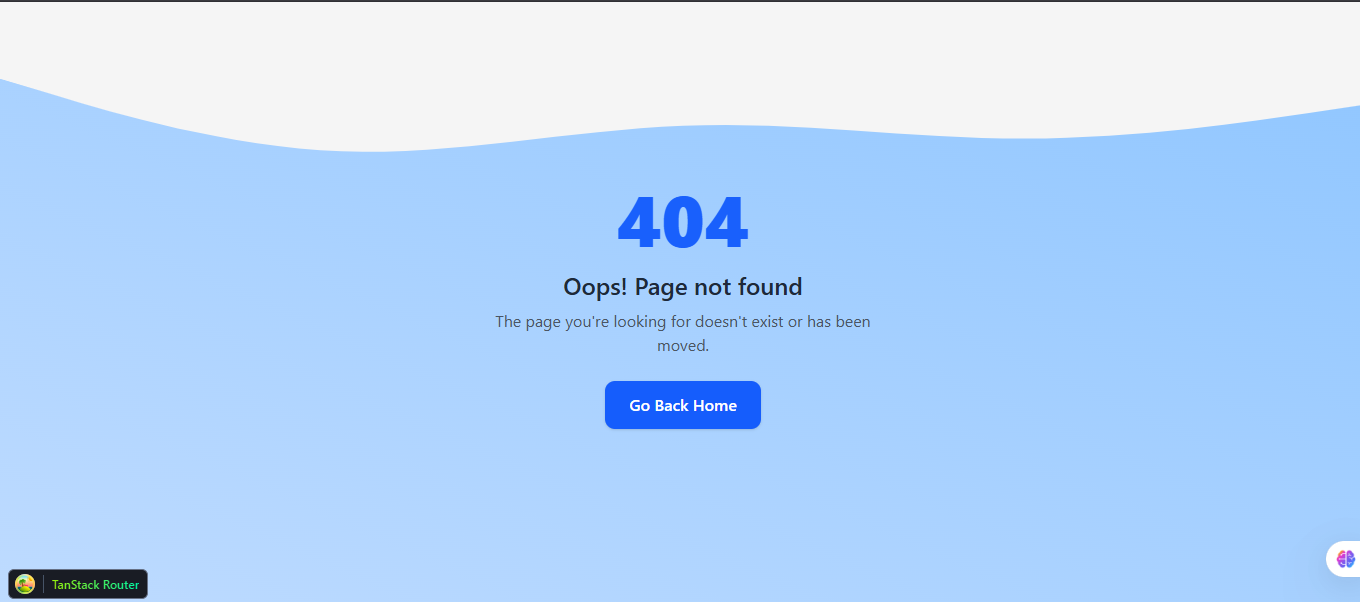 404
Oops! Page not found
The page you're looking for doesn't exist or has been
moved.
Go Back Home
TanStack Router